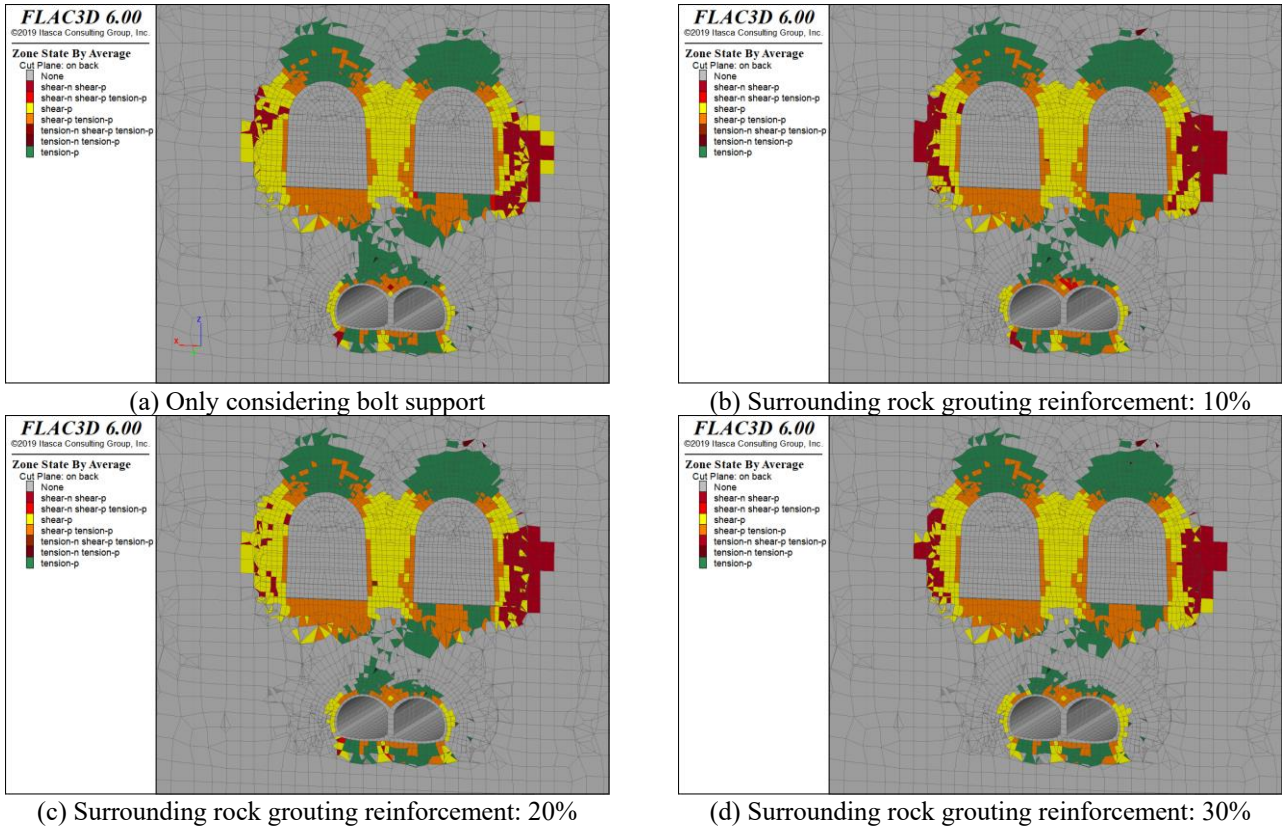 FLAC3D 6.00
©2019 Itasca Consulting Group, Inc.
Zone State By Average
Cut Plane: on back
None
shear-n shear-p
shear-n shear-p tension-p
shear-p
shear-p tension-p
tension-n shear-p tension-p
tension-n tension-p
tension-p
Z
X
(a) Only considering bolt support
FLAC3D 6.00
©2019 Itasca Consulting Group, Inc.
Zone State By Average
Cut Plane: on back
None
shear-n shear-p
shear-n shear-p tension-p
shear-p
shear-p tension-p
tension-n shear-p tension-p
tension-n tension-p
tension-p
(b) Surrounding rock grouting reinforcement: 10%
FLAC3D 6.00
©2019 Itasca Consulting Group, Inc.
Zone State By Average
Cut Plane: on back
None
shear-n shear-p
shear-n shear-p tension-p
shear-p
shear-p tension-p
tension-n shear-p tension-p
tension-n tension-p
tension-p
(c) Surrounding rock grouting reinforcement: 20%
FLAC3D 6.00
©2019 Itasca Consulting Group, Inc.
Zone State By Average
Cut Plane: on back
None
shear-n shear-p
shear-n shear-p tension-p
shear-p
shear-p tension-p
tension-n shear-p tension-p
tension-n tension-p
tension-p
(d) Surrounding rock grouting reinforcement: 30%